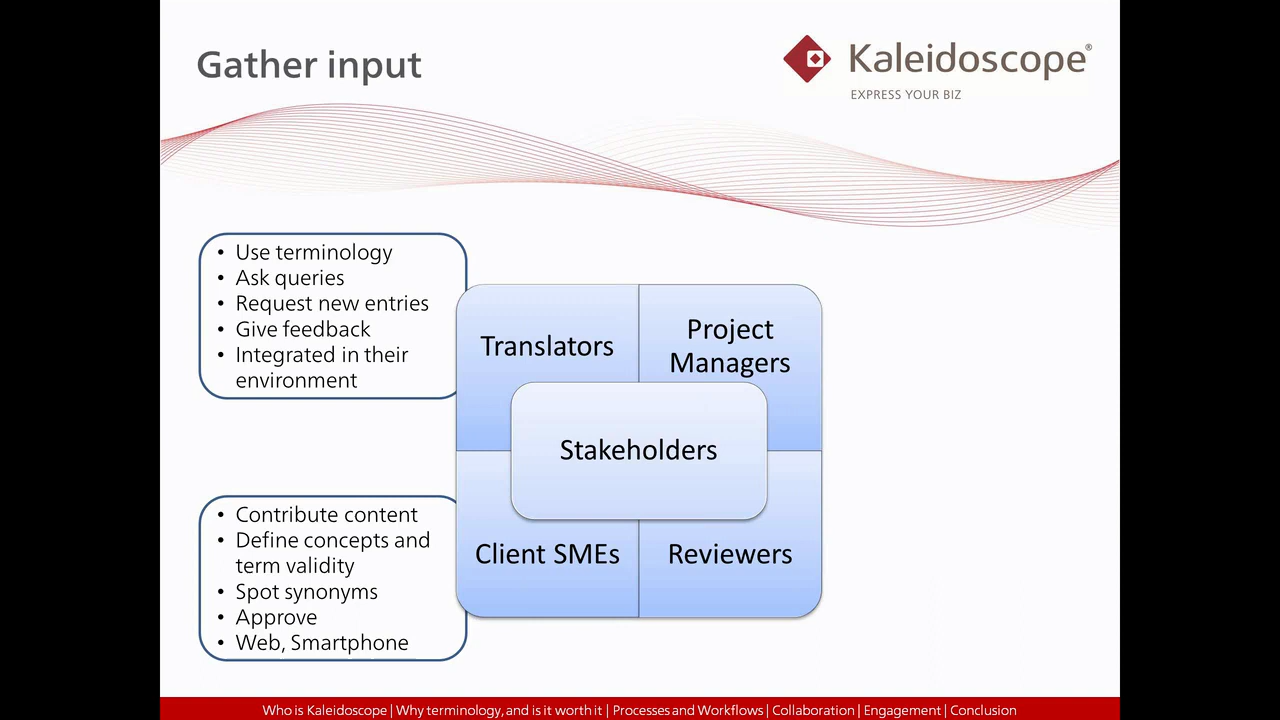 Gather input
Kaleidoscope®
EXPRESS YOUR BIZ
• Use terminology
• Ask queries
• Request new entries
• Give feedback
• Integrated in their
environment
Translators
Project
Managers
Stakeholders
• Contribute content
• Define concepts and
term validity
• Spot synonyms
• Approve
• Web, Smartphone
Client SMEs
Reviewers
Who is Kaleidoscope | Why terminology, and is it worth it | Processes and Workflows | Collaboration | Engagement | Conclusion